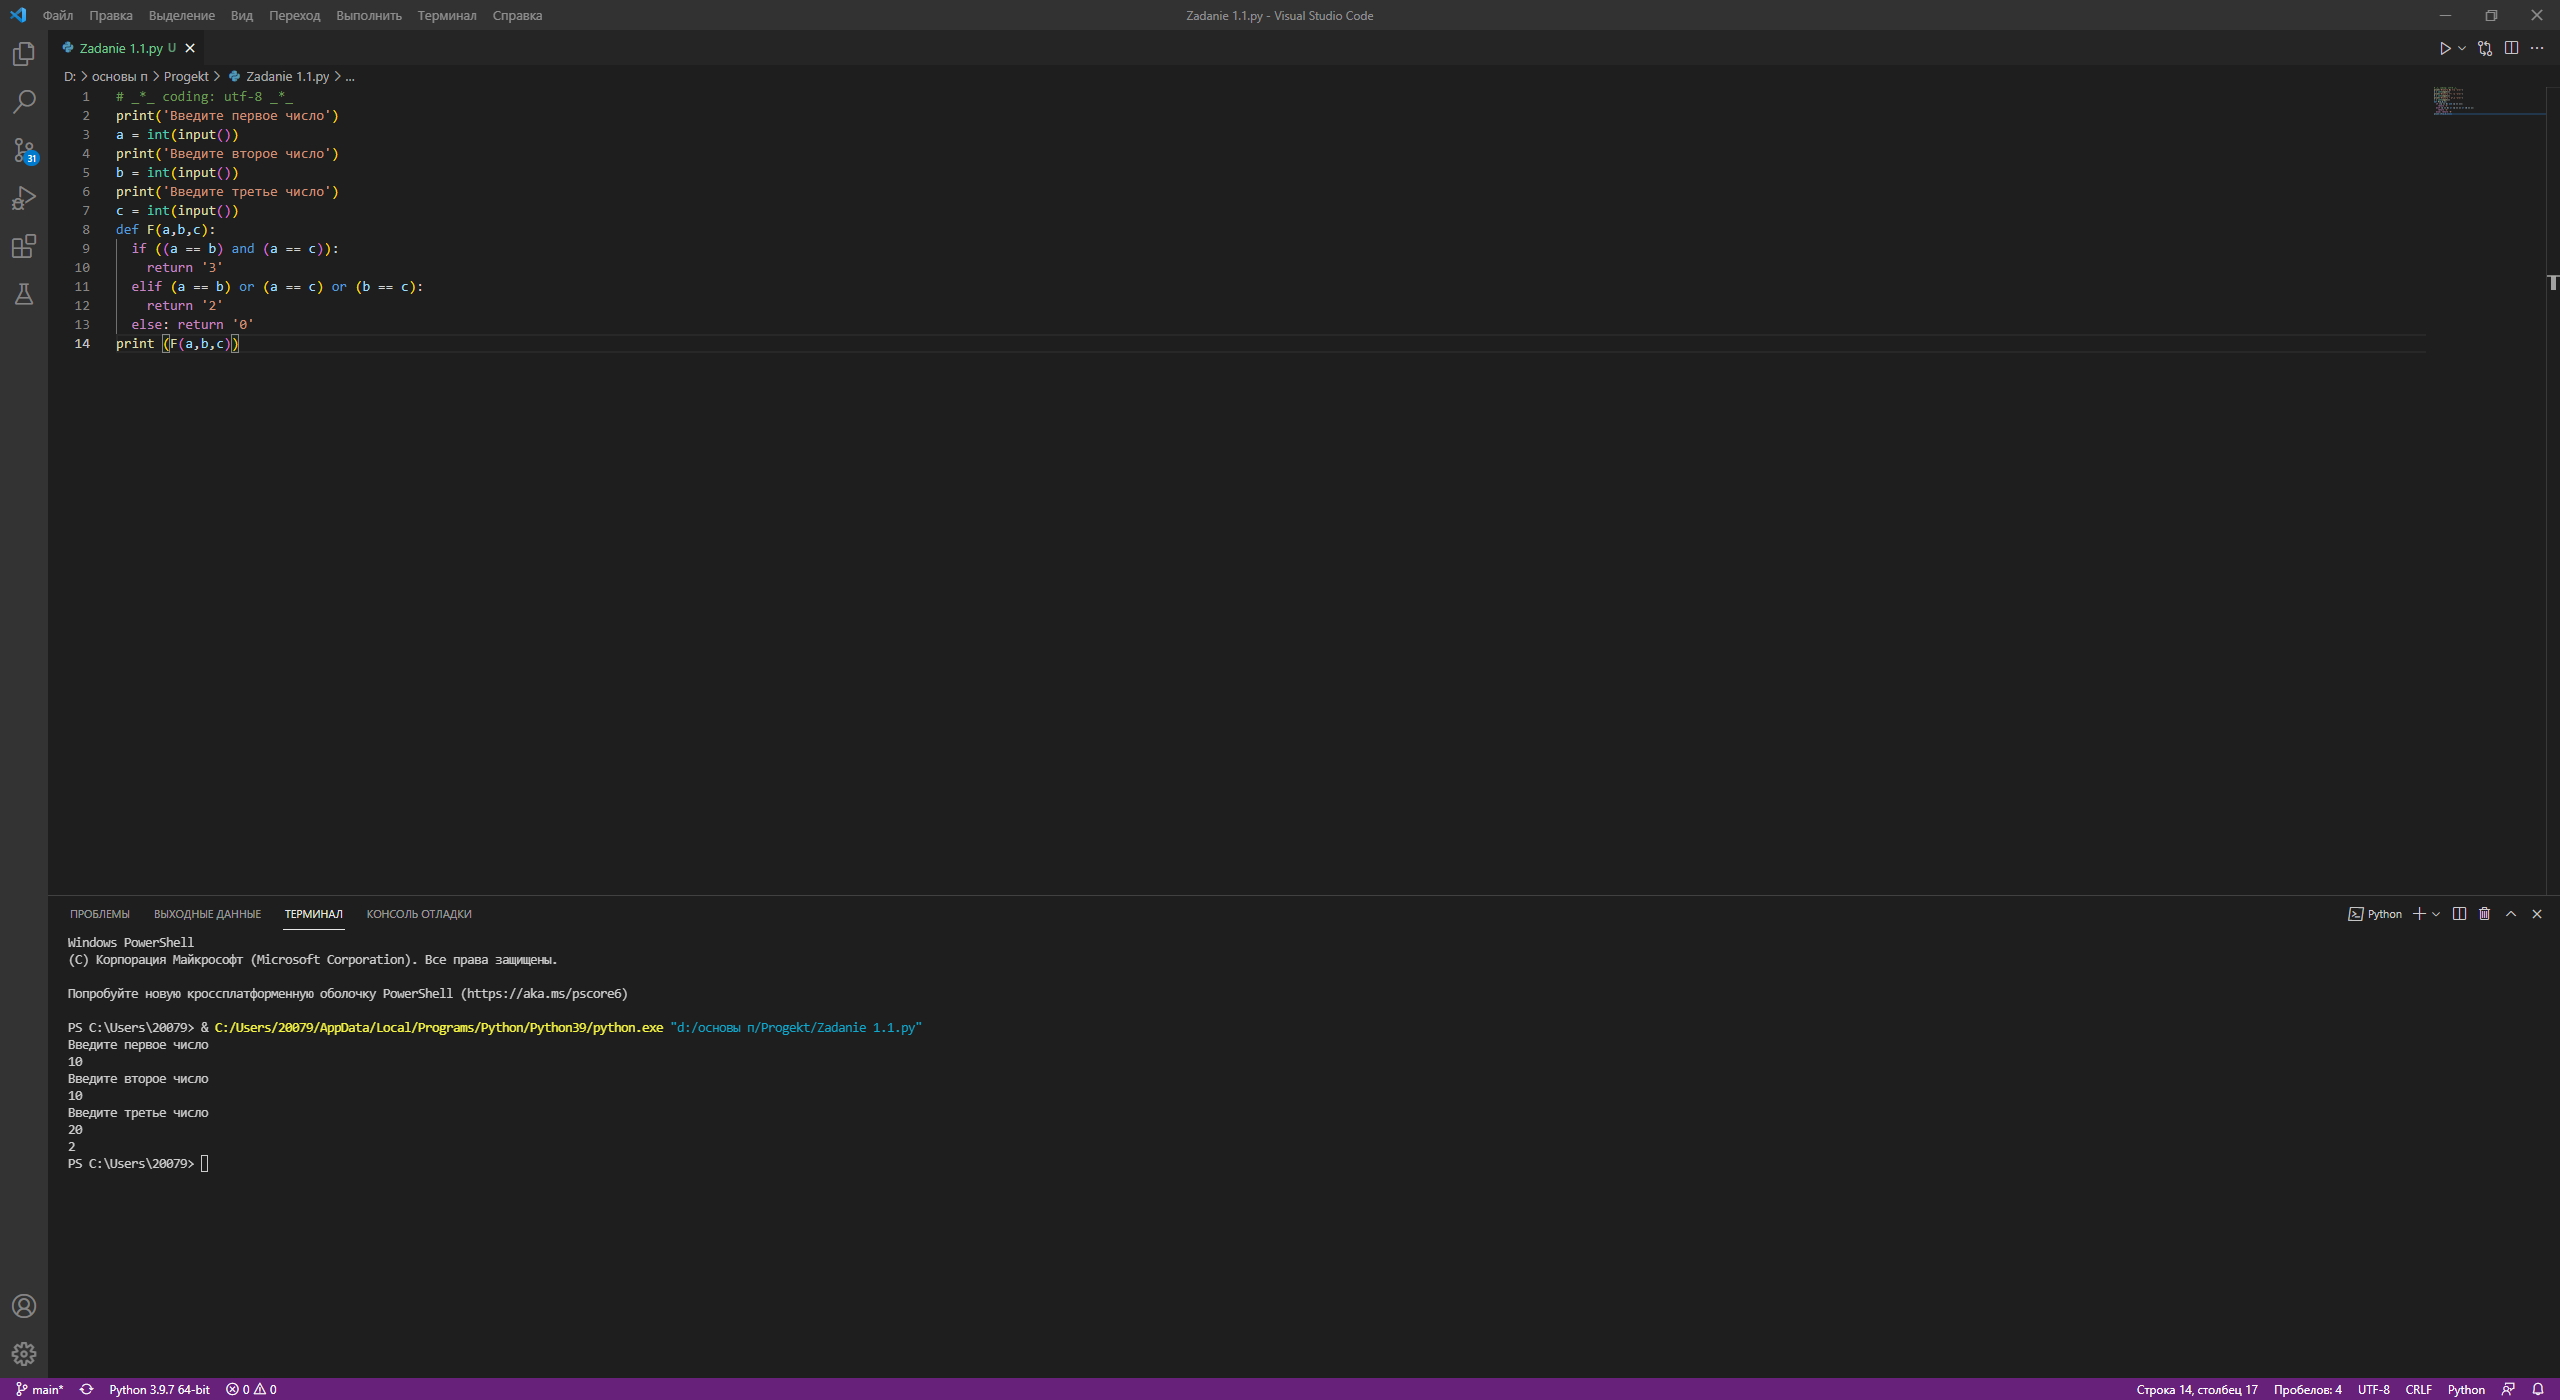 Файл Правка Выделение Вид Переход Выполнить Терминал Справка
Zadanie 1.1.py - Visual Studio Code
Zadanie 1.1.py U
D: > основы п > Progekt > Zadanie 1.1.py > ...
31
1 # _*_ coding: utf-8 _*_
2 print('Введите первое число')
3 a = int(input())
4 print('Введите второе число')
5 b = int(input())
6 print('Введите третье число')
7 c = int(input())
8 def F(a,b,c):
9   if ((a == b) and (a == c)):
10     return '3'
11   elif (a == b) or (a == c) or (b == c):
12     return '2'
13   else: return '0'
14 print (F(a,b,c))
ПРОБЛЕМЫ ВЫХОДНЫЕ ДАННЫЕ ТЕРМИНАЛ КОНСОЛЬ ОТЛАДКИ
Python
Windows PowerShell
(C) Корпорация Майкрософт (Microsoft Corporation). Все права защищены.
Попробуйте новую кроссплатформенную оболочку PowerShell (https://aka.ms/pscore6)
PS C:\Users\20079> & C:/Users/20079/AppData/Local/Programs/Python/Python39/python.exe "d:/основы п/Progekt/Zadanie 1.1.py"
Введите первое число
10
Введите второе число
10
Введите третье число
20
2
PS C:\Users\20079>
main* Python 3.9.7 64-bit 0 0
Строка 14, столбец 17 Пробелов: 4 UTF-8 CRLF Python